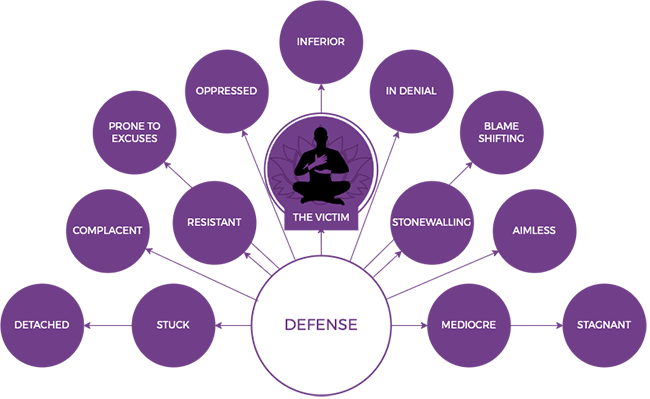 INFERIOR
OPPRESSED
IN DENIAL
PRONE TO
EXCUSES
BLAME
SHIFTING
THE VICTIM
RESISTANT
STONEWALLING
COMPLACENT
AIMLESS
DETACHED
STUCK
DEFENSE
MEDIOCRE
STAGNANT